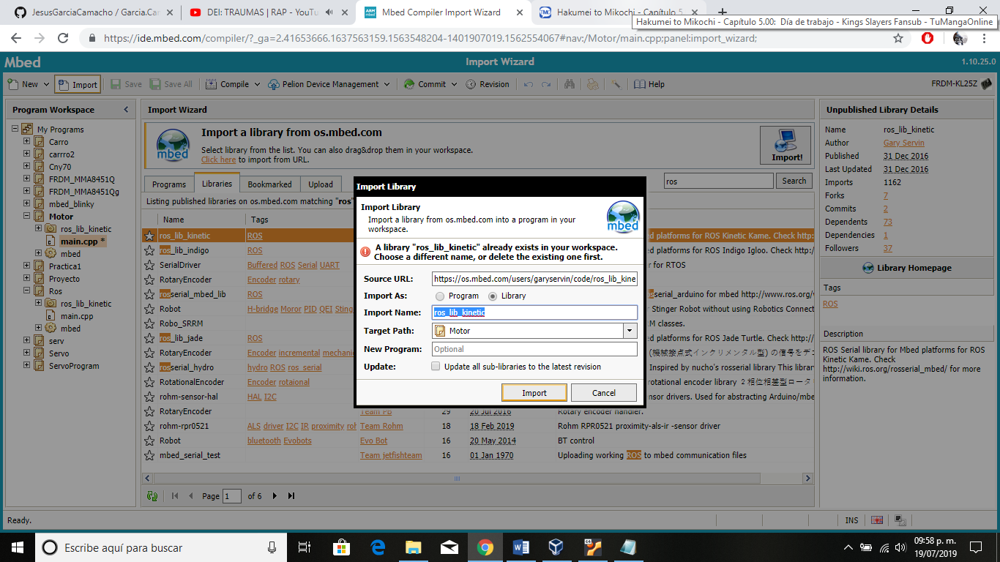 JesusGarciaCamacho / Garcia.Car
DEI: TRAUMAS | RAP - YouTu
Mbed Compiler Import Wizard
Hakumei to Mikochi - Capítulo 5.
Hakumei to Mikochi - Capítulo 5.00: Día de trabajo - Kings Slayers Fansub - TuMangaOnline
https://ide.mbed.com/compiler/?_ga=2.41653666.1637563159.1563548204-1401907019.1562554067#nav:/Motor/main.cpp;panel:import_wizard;
Mbed
Import Wizard
1.10.25.0
New Import Save Save All Compile Pelion Device Management Commit Revision Help FRDM-KL25Z
Program Workspace
My Programs
Carro
carrro2
Cny70
FRDM_MMA8451Q
FRDM_MMA8451Qg
mbed_blinky
Motor
ros_lib_kinetic
main.cpp *
mbed
Practica1
Proyecto
Ros
ros_lib_kinetic
main.cpp
mbed
serv
Servo
ServoProgram
Import Wizard
Import a library from os.mbed.com
Select library from the list. You can also drag&drop them in your workspace.
Click here to import from URL.
mbed
Import!
Programs Libraries Bookmarked Upload
ros Search
Listing published libraries on os.mbed.com matching "ros"
Name Tags
ros_lib_kinetic ROS ed platforms for ROS Kinetic Kame. Check http:
ros_lib_indigo ROS ed platforms for ROS Indigo Igloo. Check http:/
SerialDriver Buffered ROS Serial UART er for RTOS
RotaryEncoder Encoder rotary
rosserial_mbed_lib ROS osserial_arduino for mbed http://www.ros.org/w
Robot H-bridge Motor PID QEI Sting Stinger Robot without using Robotics Connect
Robo_SRRM M classes.
ros_lib_jade ROS ed platforms for ROS Jade Turtle. Check http:/
RotaryEncoder Encoder incremental mechanic (機械接点式インクリメンタル型) の信号をデコ
rosserial_hydro hydro ROS ros_serial Inspired by nucho's rosserial library This librar
RotationalEncoder Encoder rotaional rotational encoder library 2相位相差型ロータリ
rohm-sensor-hal HAL I2C nsor drivers. Used for abstracting Arduino/mbe
RotaryEncoder Team PB 29 20 Jul 2016 Rotary encoder handler.
rohm-rpr0521 ALS driver I2C IR proximity roh Team Rohm 18 18 Feb 2019 Rohm RPR0521 proximity-als-ir -sensor driver
Robot bluetooth Evobots Evo Bot 16 20 May 2014 BT control
mbed_serial_test Team jetfishteam 16 01 Jan 1970 Uploading working ROS to mbed communication files
Page 1 of 6
Import Library
Import Library
Import a library from os.mbed.com into a program in your
workspace.
mbed
A library "ros_lib_kinetic" already exists in your workspace.
Choose a different name, or delete the existing one first.
Source URL: https://os.mbed.com/users/garyservin/code/ros_lib_kine
Import As: Program Library
Import Name: ros_lib_kinetic
Target Path: Motor
New Program: Optional
Update: Update all sub-libraries to the latest revision
Import Cancel
Unpublished Library Details
Name ros_lib_kinetic
Author Gary Servin
Published 31 Dec 2016
Last Updated 31 Dec 2016
Imports 1162
Forks 7
Commits 2
Dependents 73
Dependencies 1
Followers 37
Library Homepage
Tags
ROS
Description
ROS Serial library for Mbed platforms for ROS
Kinetic Kame. Check
http://wiki.ros.org/rosserial_mbed/ for more
information.
Ready.
INS
Escribe aquí para buscar
09:58 p. m.
19/07/2019